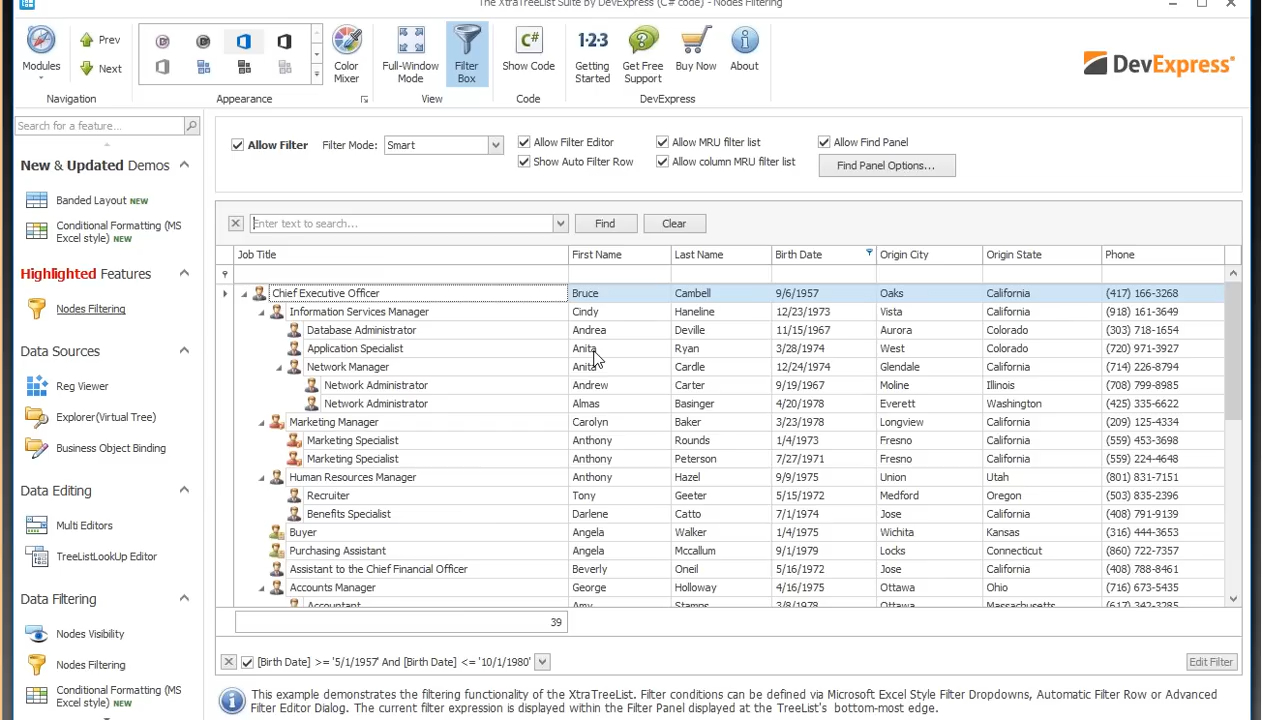 The XtraTreeList Suite by DevExpress (C# code) - Nodes Filtering
Modules
Prev
Next
Navigation
Appearance
Color Mixer
Full-Window Mode
Filter Box
View
C#
Show Code
Code
1·2·3
Getting Started
Get Free Support
Buy Now
About
DevExpress
DevExpress
Search for a feature...
New & Updated Demos
Banded Layout NEW
Conditional Formatting (MS
Excel style) NEW
Highlighted Features
Nodes Filtering
Data Sources
Reg Viewer
Explorer(Virtual Tree)
Business Object Binding
Data Editing
Multi Editors
TreeListLookUp Editor
Data Filtering
Nodes Visibility
Nodes Filtering
Conditional Formatting (MS
Excel style) NEW
Allow Filter Filter Mode: Smart
Allow Filter Editor Allow MRU filter list Allow Find Panel
Show Auto Filter Row Allow column MRU filter list Find Panel Options...
Enter text to search... Find Clear
Job Title First Name Last Name Birth Date Origin City Origin State Phone
Chief Executive Officer Bruce Cambell 9/6/1957 Oaks California (417) 166-3268
Information Services Manager Cindy Haneline 12/23/1973 Vista California (918) 161-3649
Database Administrator Andrea Deville 11/15/1967 Aurora Colorado (303) 718-1654
Application Specialist Anita Ryan 3/28/1974 West Colorado (720) 971-3927
Network Manager Anita Cardle 12/24/1974 Glendale California (714) 226-8794
Network Administrator Andrew Carter 9/19/1967 Moline Illinois (708) 799-8985
Network Administrator Almas Basinger 4/20/1978 Everett Washington (425) 335-6622
Marketing Manager Carolyn Baker 3/23/1978 Longview California (209) 125-4334
Marketing Specialist Anthony Rounds 1/4/1973 Fresno California (559) 453-3698
Marketing Specialist Anthony Peterson 7/27/1971 Fresno California (559) 224-4648
Human Resources Manager Anthony Hazel 9/9/1975 Union Utah (801) 831-7151
Recruiter Tony Geeter 5/15/1972 Medford Oregon (503) 835-2396
Benefits Specialist Darlene Catto 7/1/1974 Jose California (408) 791-9139
Buyer Angela Walker 1/4/1975 Wichita Kansas (316) 444-3653
Purchasing Assistant Angela Mccallum 9/1/1979 Locks Connecticut (860) 722-7357
Assistant to the Chief Financial Officer Beverly Oneil 5/16/1972 Jose California (408) 788-8461
Accounts Manager George Holloway 4/16/1975 Ottawa Ohio (716) 673-5435
Accountant Amy Stamps 3/8/1978 Ottawa Massachusetts (617) 342-3285
39
[Birth Date] >= '5/1/1957' And [Birth Date] <= '10/1/1980' Edit Filter
This example demonstrates the filtering functionality of the XtraTreeList. Filter conditions can be defined via Microsoft Excel Style Filter Dropdowns, Automatic Filter Row or Advanced
Filter Editor Dialog. The current filter expression is displayed within the Filter Panel displayed at the TreeList's bottom-most edge.